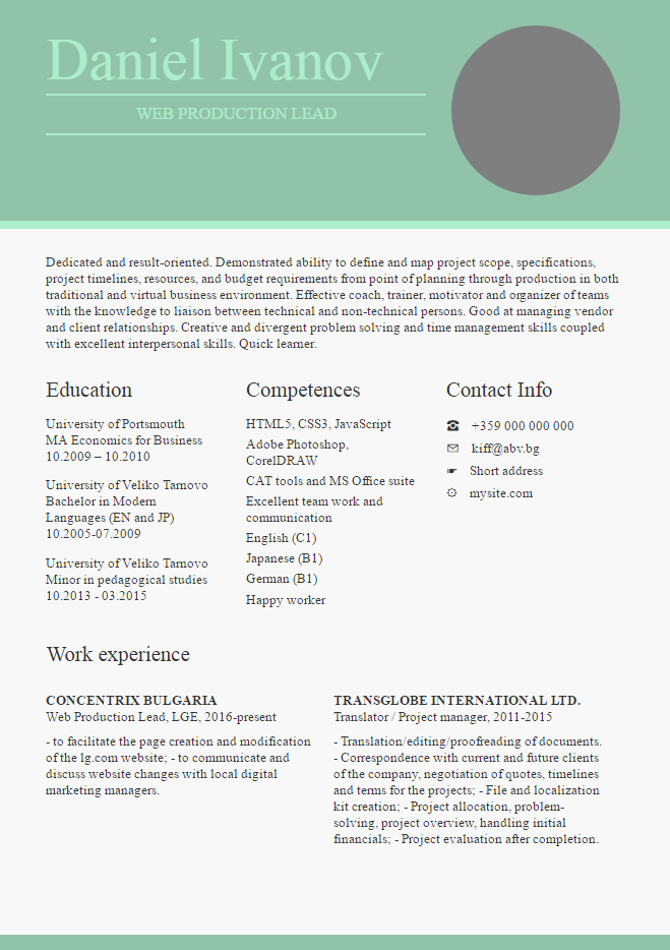 Daniel Ivanov
WEB PRODUCTION LEAD
Dedicated and result-oriented. Demonstrated ability to define and map project scope, specifications,
project timelines, resources, and budget requirements from point of planning through production in both
traditional and virtual business environment. Effective coach, trainer, motivator and organizer of teams
with the knowledge to liaison between technical and non-technical persons. Good at managing vendor
and client relationships. Creative and divergent problem solving and time management skills coupled
with excellent interpersonal skills. Quick learner.
Education
University of Portsmouth
MA Economics for Business
10.2009 – 10.2010
University of Veliko Tarnovo
Bachelor in Modern
Languages (EN and JP)
10.2005-07.2009
University of Veliko Tarnovo
Minor in pedagogical studies
10.2013 - 03.2015
Competences
HTML5, CSS3, JavaScript
Adobe Photoshop,
CorelDRAW
CAT tools and MS Office suite
Excellent team work and
communication
English (C1)
Japanese (B1)
German (B1)
Happy worker
Contact Info
+359 000 000 000
kiff@abv.bg
Short address
mysite.com
Work experience
CONCENTRIX BULGARIA
Web Production Lead, LGE, 2016-present
- to facilitate the page creation and modification
of the lg.com website; - to communicate and
discuss website changes with local digital
marketing managers.
TRANSGLOBE INTERNATIONAL LTD.
Translator / Project manager, 2011-2015
- Translation/editing/proofreading of documents.
- Correspondence with current and future clients
of the company, negotiation of quotes, timelines
and terms for the projects; - File and localization
kit creation; - Project allocation, problem-
solving, project overview, handling initial
financials; - Project evaluation after completion.